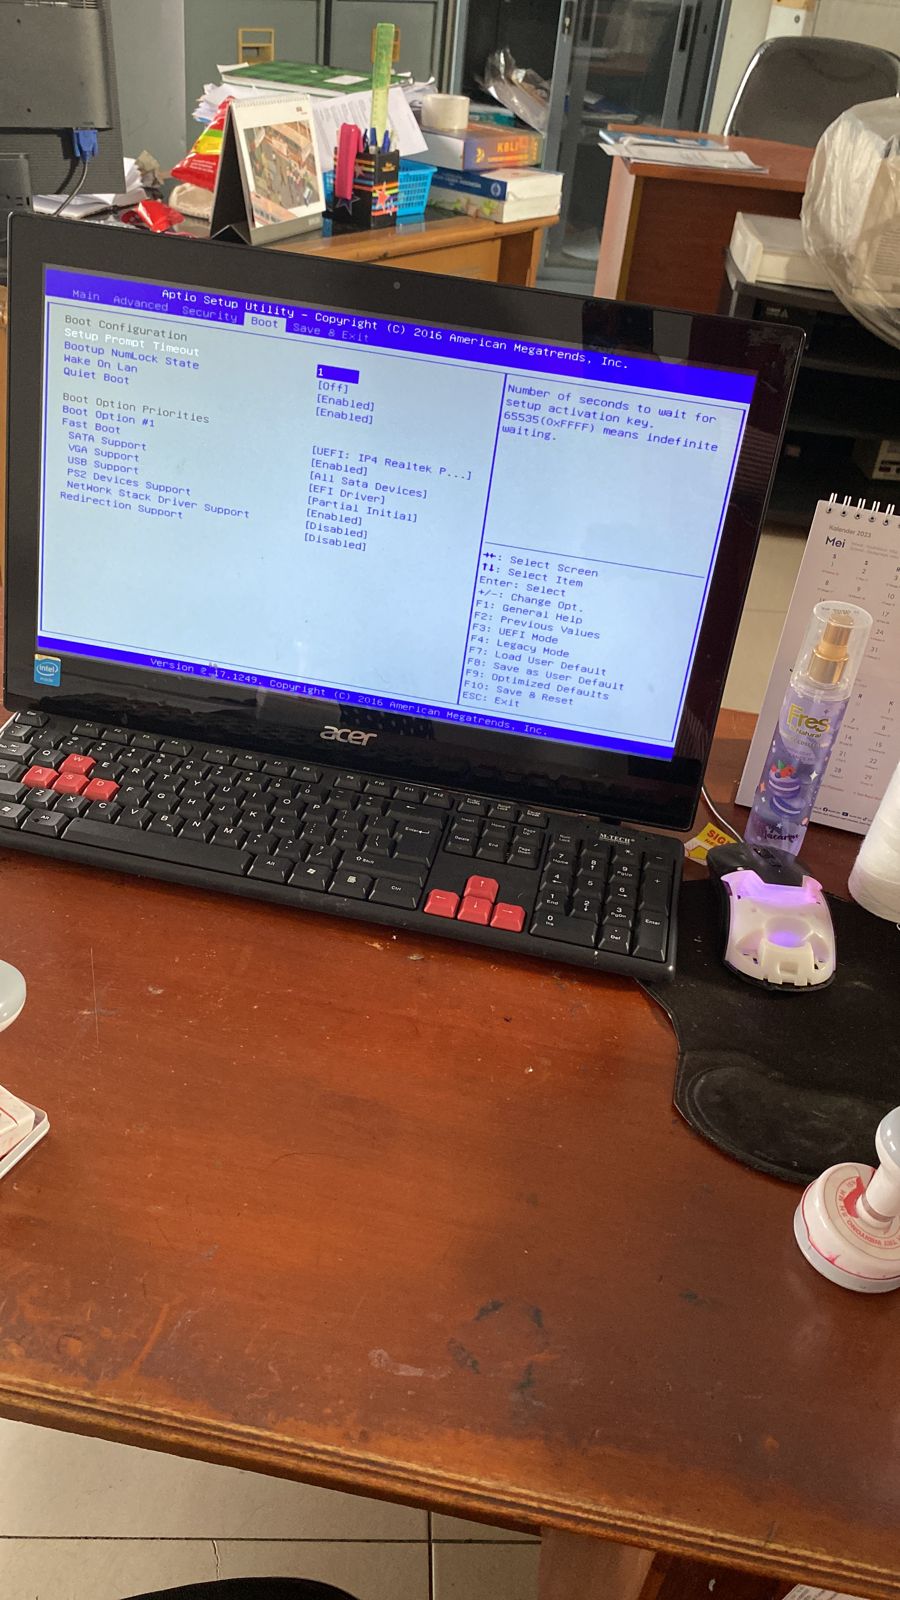 Aptio Setup Utility - Copyright (C) 2016 American Megatrends, Inc.
Main Advanced Security Boot Save & Exit
Boot Configuration
Setup Prompt Timeout 1
Bootup NumLock State [Off]
Wake On Lan [Enabled]
Quiet Boot [Enabled]
Boot Option Priorities
Boot Option #1 [UEFI: IP4 Realtek P...]
Fast Boot [Enabled]
SATA Support [All Sata Devices]
VGA Support [EFI Driver]
USB Support [Partial Initial]
PS2 Devices Support [Enabled]
NetWork Stack Driver Support [Disabled]
Redirection Support [Disabled]
Number of seconds to wait for
setup activation key.
65535(0xFFFF) means indefinite
waiting.
→←: Select Screen
↑↓: Select Item
Enter: Select
+/-: Change Opt.
F1: General Help
F2: Previous Values
F3: UEFI Mode
F4: Legacy Mode
F7: Load User Default
F8: Save as User Default
F9: Optimized Defaults
F10: Save & Reset
ESC: Exit
Version 2.17.1249. Copyright (C) 2016 American Megatrends, Inc.
intel
acer
M-TECH
Kalender 2023
Mei
Fres
Natural